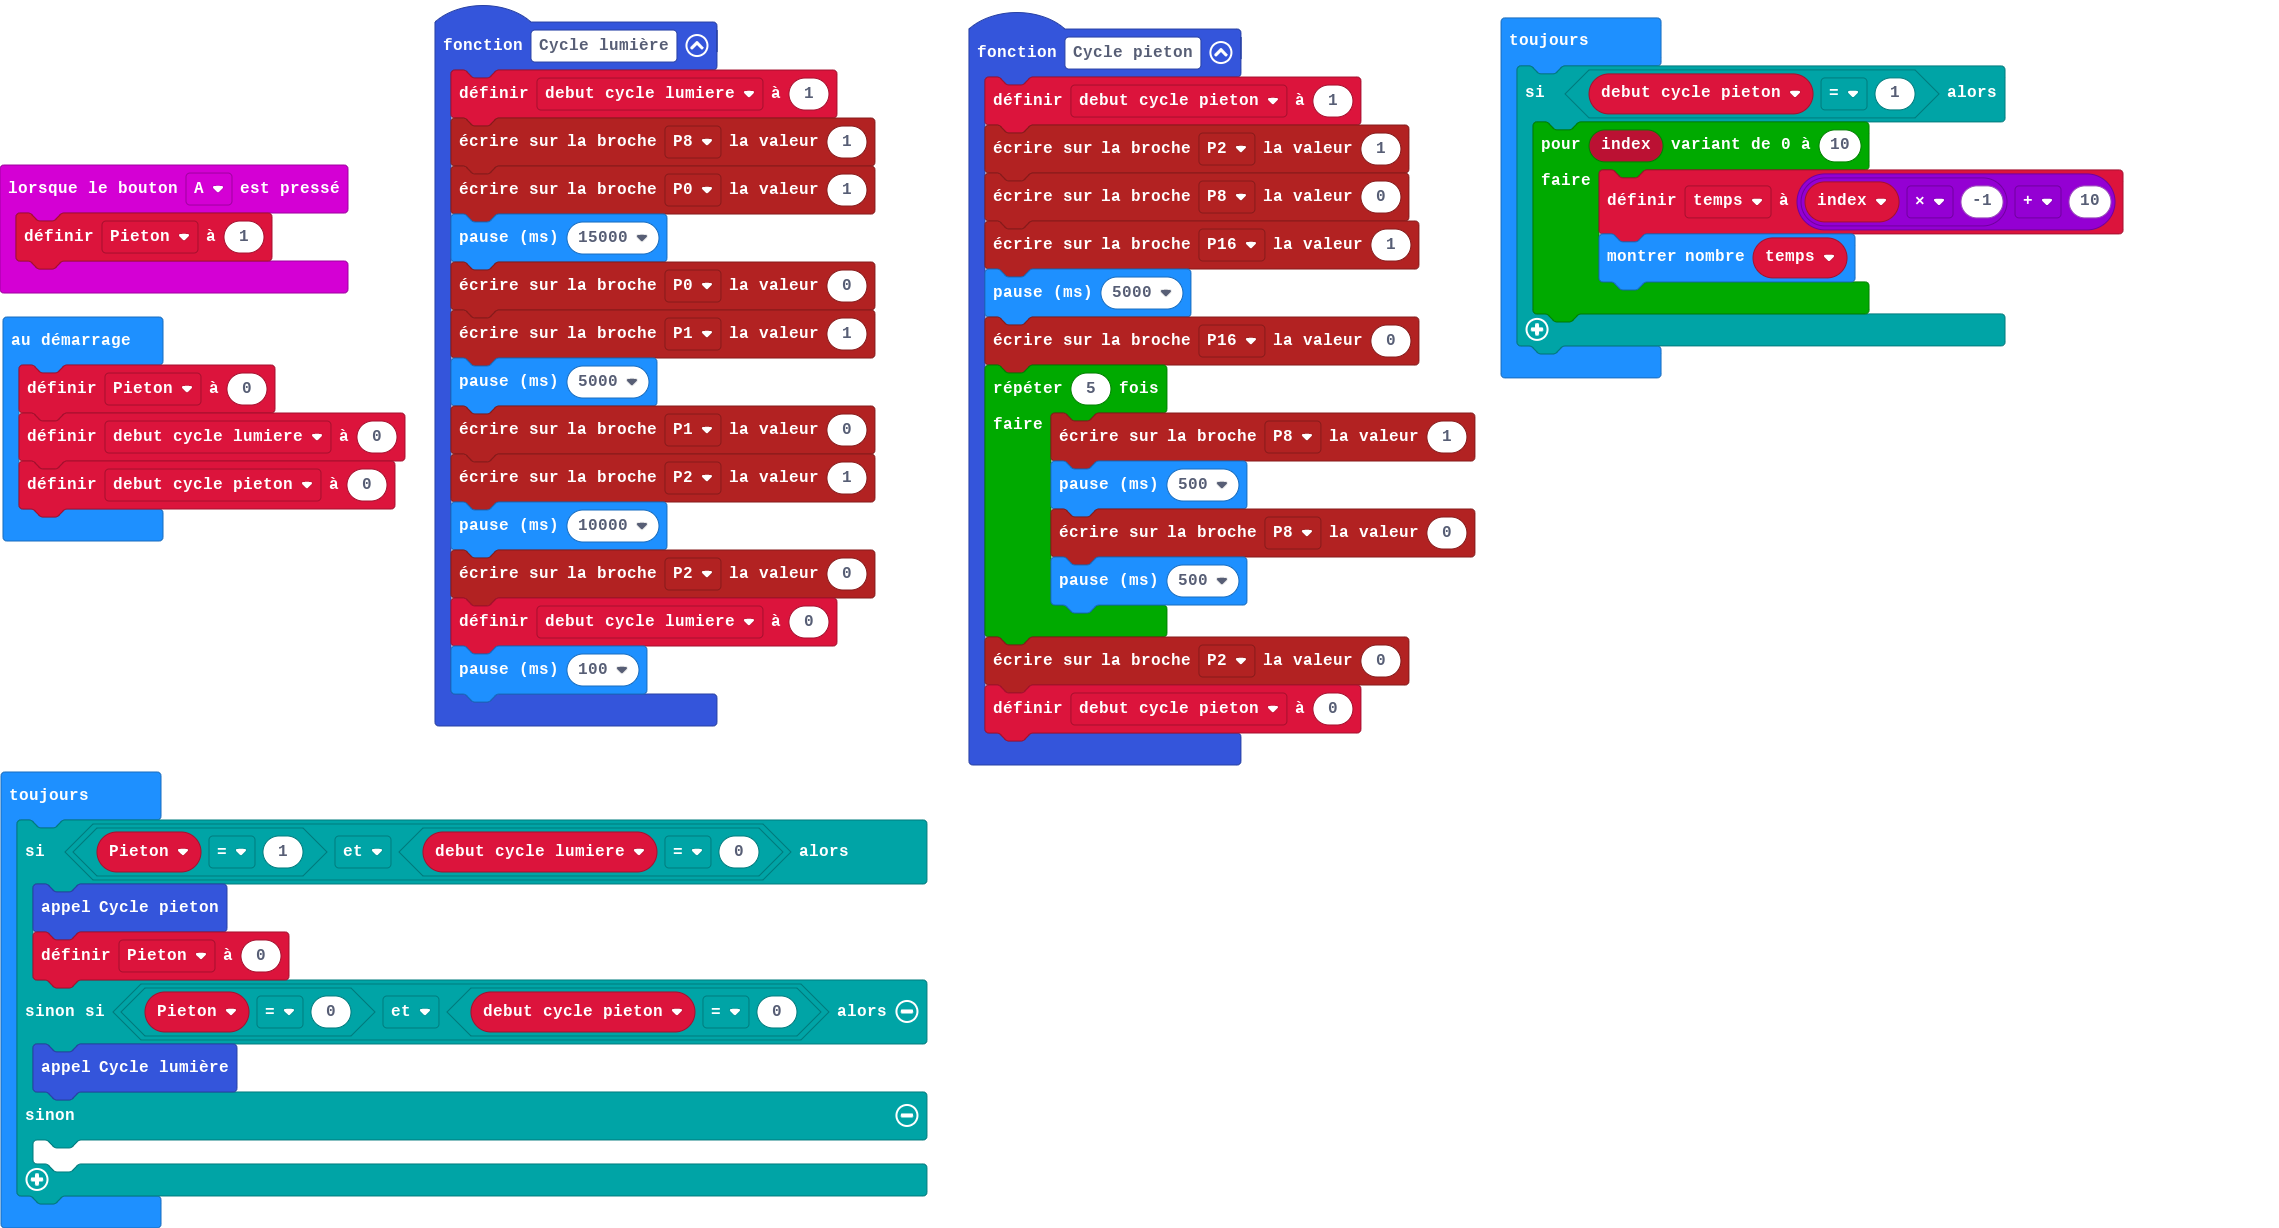 lorsque le bouton A est pressé
définir Pieton à 1
au démarrage
définir Pieton à 0
définir debut cycle lumiere à 0
définir debut cycle pieton à 0
fonction Cycle lumière
définir debut cycle lumiere à 1
écrire sur la broche P8 la valeur 1
écrire sur la broche P0 la valeur 1
pause (ms) 15000
écrire sur la broche P0 la valeur 0
écrire sur la broche P1 la valeur 1
pause (ms) 5000
écrire sur la broche P1 la valeur 0
écrire sur la broche P2 la valeur 1
pause (ms) 10000
écrire sur la broche P2 la valeur 0
définir debut cycle lumiere à 0
pause (ms) 100
fonction Cycle pieton
définir debut cycle pieton à 1
écrire sur la broche P2 la valeur 1
écrire sur la broche P8 la valeur 0
écrire sur la broche P16 la valeur 1
pause (ms) 5000
écrire sur la broche P16 la valeur 0
répéter 5 fois
faire
écrire sur la broche P8 la valeur 1
pause (ms) 500
écrire sur la broche P8 la valeur 0
pause (ms) 500
écrire sur la broche P2 la valeur 0
définir debut cycle pieton à 0
toujours
si debut cycle pieton = 1 alors
pour index variant de 0 à 10
faire
définir temps à index × -1 + 10
montrer nombre temps
toujours
si Pieton = 1 et debut cycle lumiere = 0 alors
appel Cycle pieton
définir Pieton à 0
sinon si Pieton = 0 et debut cycle pieton = 0 alors
appel Cycle lumière
sinon